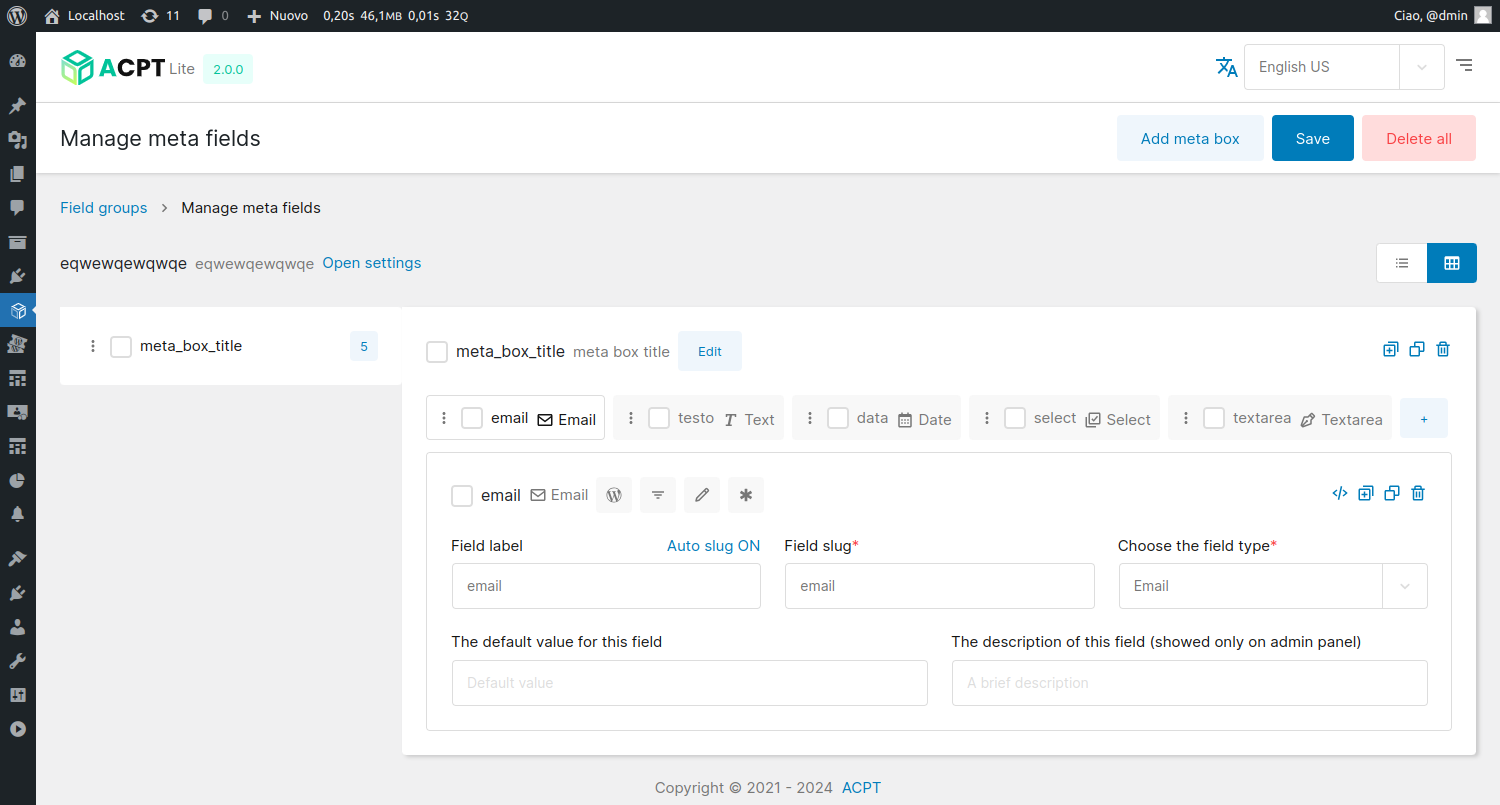 Localhost 11 0 Nuovo 0,20s 46,1MB 0,01s 32Q Ciao, @dmin
ACPT Lite 2.0.0 English US
Manage meta fields Add meta box Save Delete all
Field groups Manage meta fields
eqwewqewqwqe eqwewqewqwqe Open settings
meta_box_title 5
meta_box_title meta box title Edit
email Email testo Text data Date select Select textarea Textarea +
email Email
Field label Auto slug ON Field slug* Choose the field type*
email email Email
The default value for this field The description of this field (showed only on admin panel)
Default value A brief description
Copyright © 2021 - 2024 ACPT